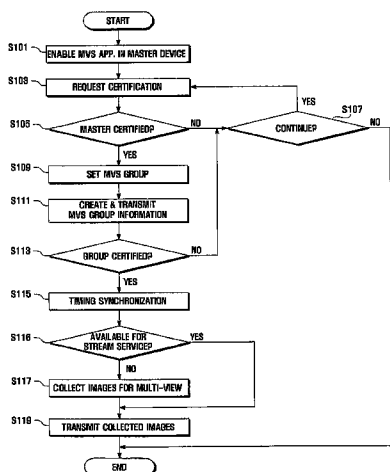 START
S101
ENABLE MVS APP. IN MASTER DEVICE
S103
REQUEST CERTIFICATION
YES
S107
S105
MASTER CERTIFIED?
NO
CONTINUE?
NO
YES
S109
SET MVS GROUP
S111
CREATE & TRANSMIT
MVS GROUP INFORMATION
S113
GROUP CERTIFIED?
NO
YES
S115
TIMING SYNCHRONIZATION
S116
AVAILABLE FOR
STREAM SERVICE?
YES
NO
S117
COLLECT IMAGES FOR MULTI-VIEW
S119
TRANSMIT COLLECTED IMAGES
END